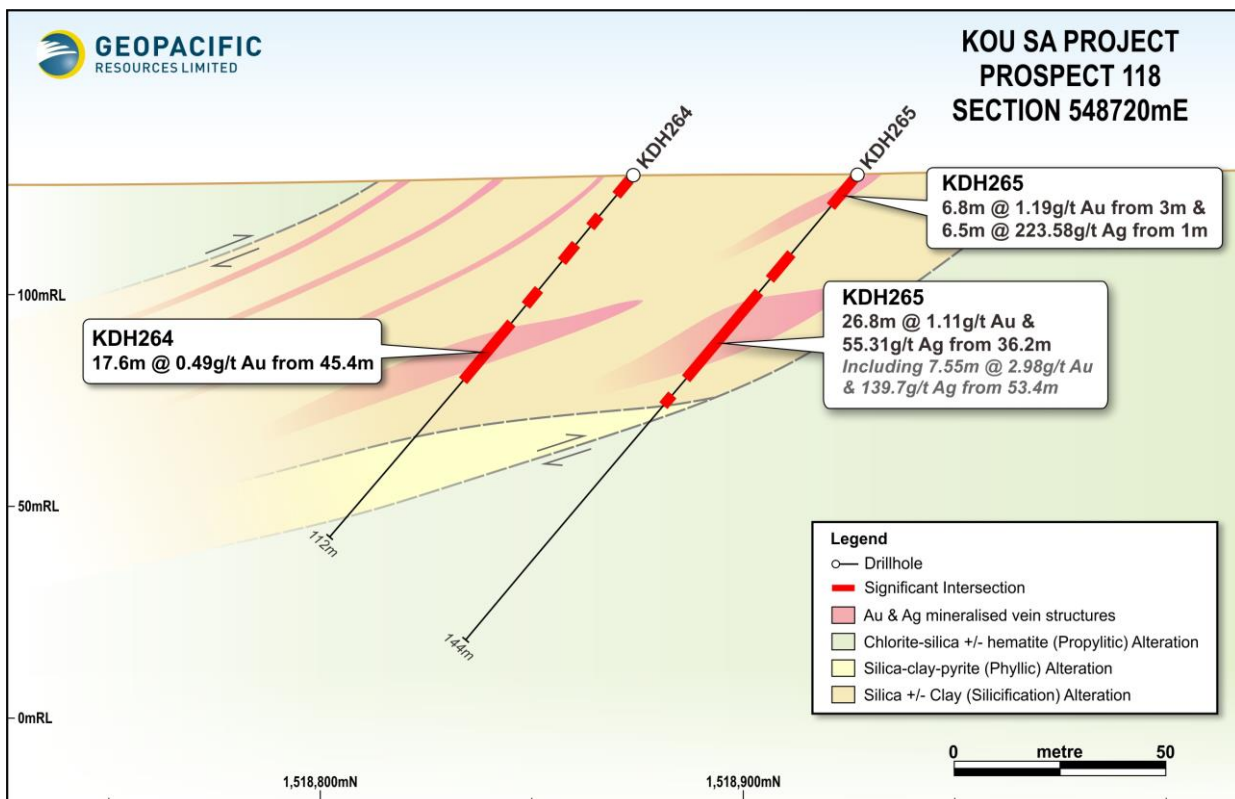 GEOPACIFIC
RESOURCES LIMITED
KOU SA PROJECT
PROSPECT 118
SECTION 548720mE
KDH264
KDH265
KDH265
6.8m @ 1.19g/t Au from 3m &
6.5m @ 223.58g/t Ag from 1m
100mRL
KDH265
26.8m @ 1.11g/t Au &
55.31g/t Ag from 36.2m
Including 7.55m @ 2.98g/t Au
& 139.7g/t Ag from 53.4m
KDH264
17.6m @ 0.49g/t Au from 45.4m
50mRL
112m
144m
Legend
Drillhole
Significant Intersection
Au & Ag mineralised vein structures
Chlorite-silica +/- hematite (Propylitic) Alteration
Silica-clay-pyrite (Phyllic) Alteration
Silica +/- Clay (Silicification) Alteration
0mRL
0 metre 50
1,518,800mN
1,518,900mN